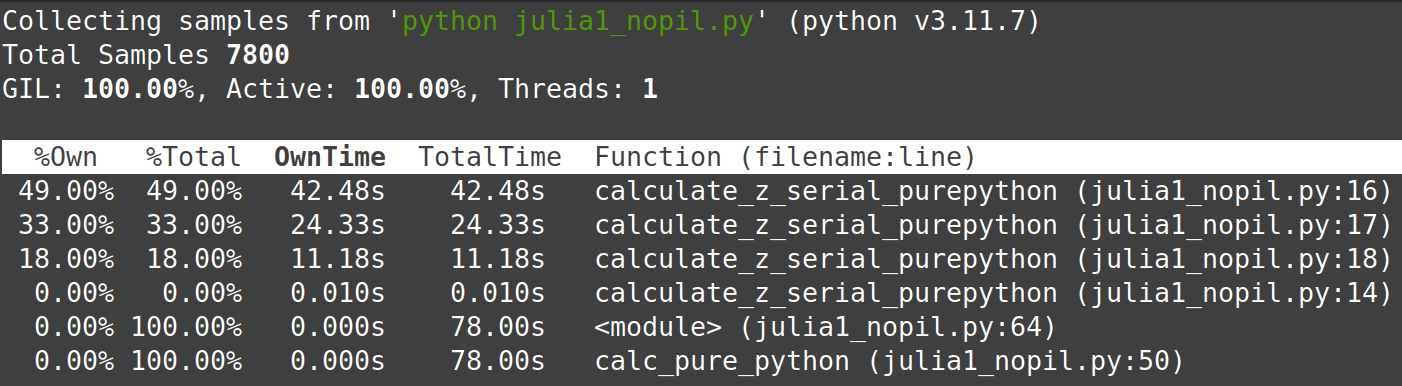 Collecting samples from 'python julia1_nopil.py' (python v3.11.7)
Total Samples 7800
GIL: 100.00%, Active: 100.00%, Threads: 1
%Own %Total OwnTime TotalTime Function (filename:line)
49.00% 49.00% 42.48s 42.48s calculate_z_serial_purepython (julia1_nopil.py:16)
33.00% 33.00% 24.33s 24.33s calculate_z_serial_purepython (julia1_nopil.py:17)
18.00% 18.00% 11.18s 11.18s calculate_z_serial_purepython (julia1_nopil.py:18)
0.00% 0.00% 0.010s 0.010s calculate_z_serial_purepython (julia1_nopil.py:14)
0.00% 100.00% 0.000s 78.00s <module> (julia1_nopil.py:64)
0.00% 100.00% 0.000s 78.00s calc_pure_python (julia1_nopil.py:50)